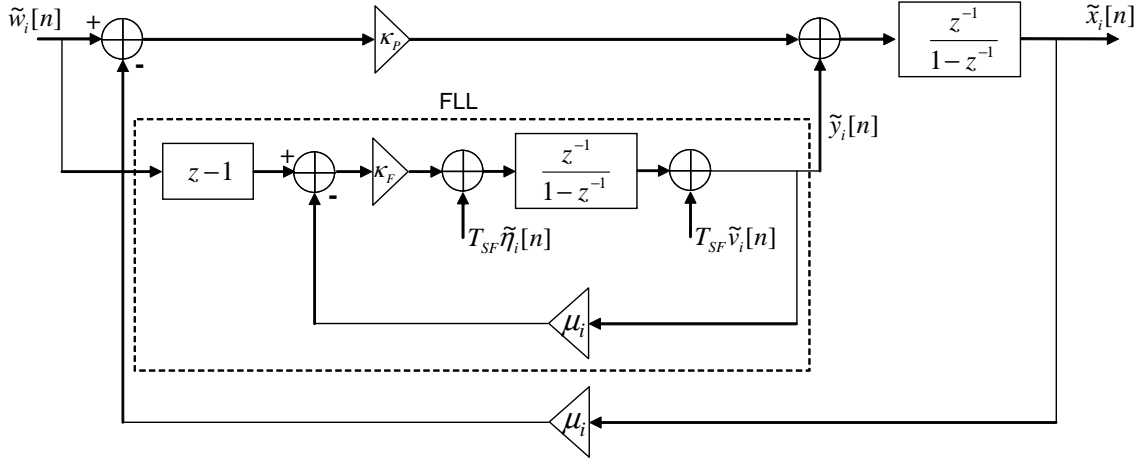 w̃ᵢ[n]
+
-
κ_P
z⁻¹
1 − z⁻¹
x̃ᵢ[n]
FLL
ỹᵢ[n]
z − 1
+
-
κ_F
z⁻¹
1 − z⁻¹
T_SF η̃ᵢ[n]
T_SF ṽᵢ[n]
μᵢ
μᵢ